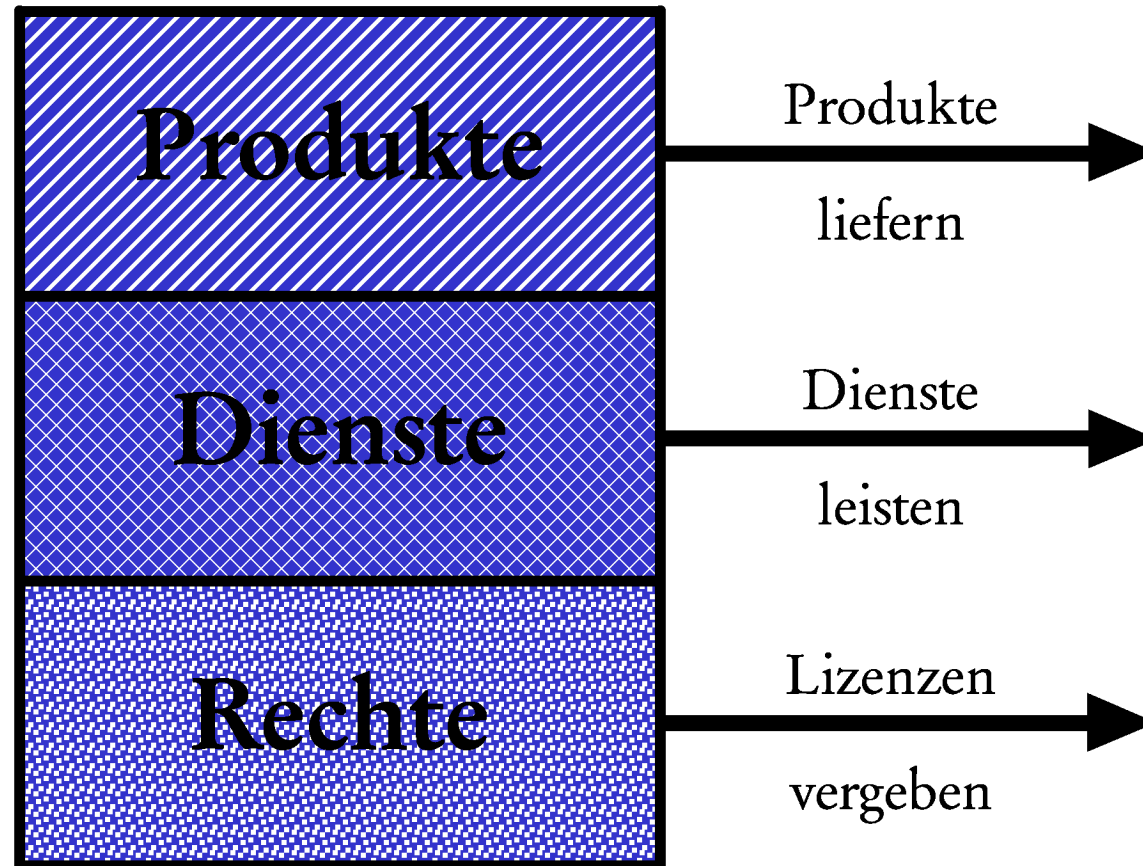 Produkte
Produkte
liefern
Dienste
Dienste
leisten
Rechte
Lizenzen
vergeben